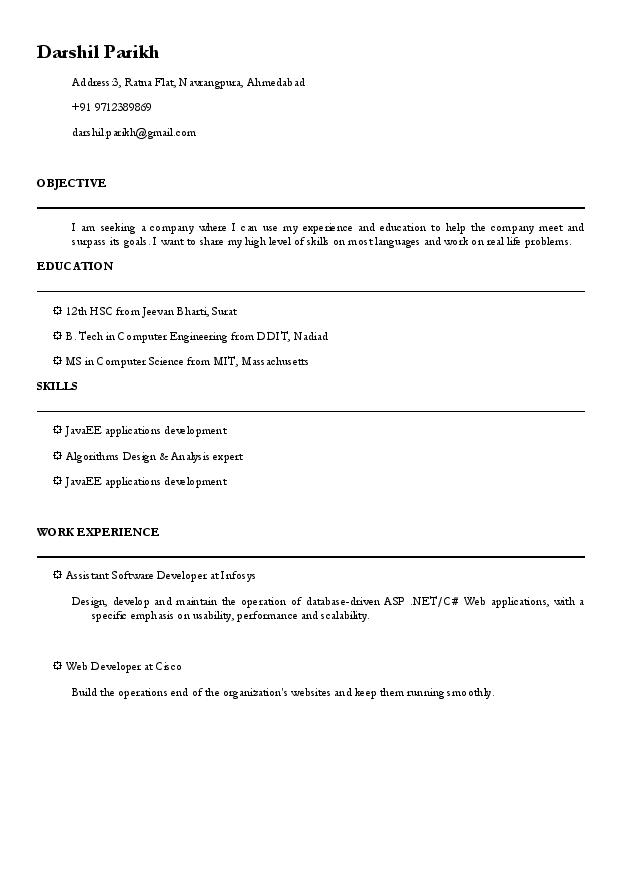 Darshil Parikh
Address 3, Ratna Flat, Navrangpura, Ahmedabad
+91 9712389869
darshil.parikh@gmail.com
OBJECTIVE
I am seeking a company where I can use my experience and education to help the company meet and
surpass its goals. I want to share my high level of skills on most languages and work on real life problems.
EDUCATION
12th HSC from Jeevan Bharti, Surat
B. Tech in Computer Engineering from DDIT, Nadiad
MS in Computer Science from MIT, Massachusetts
SKILLS
JavaEE applications development
Algorithms Design & Analysis expert
JavaEE applications development
WORK EXPERIENCE
Assistant Software Developer at Infosys
Design, develop and maintain the operation of database-driven ASP .NET/C# Web applications, with a
specific emphasis on usability, performance and scalability.
Web Developer at Cisco
Build the operations end of the organization's websites and keep them running smoothly.